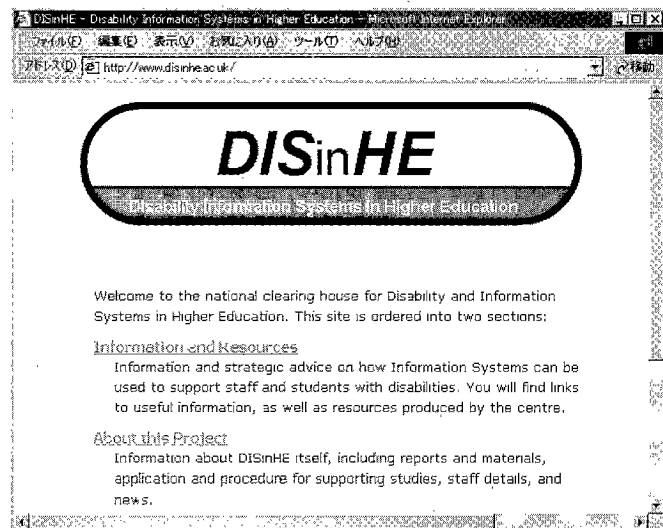 DISinHE - Disability Information Systems in Higher Education - Microsoft Internet Explorer
ファイル(F) 編集(E) 表示(V) お気に入り(A) ツール(T) ヘルプ(H)
アドレス(D) http://www.disinhe.ac.uk/ 移動
DISinHE
Disability Information Systems In Higher Education
Welcome to the national clearing house for Disability and Information
Systems in Higher Education. This site is ordered into two sections:
Information and Resources
Information and strategic advice on how Information Systems can be
used to support staff and students with disabilities. You will find links
to useful information, as well as resources produced by the centre.
About this Project
Information about DISinHE itself, including reports and materials,
application and procedure for supporting studies, staff details, and
news.